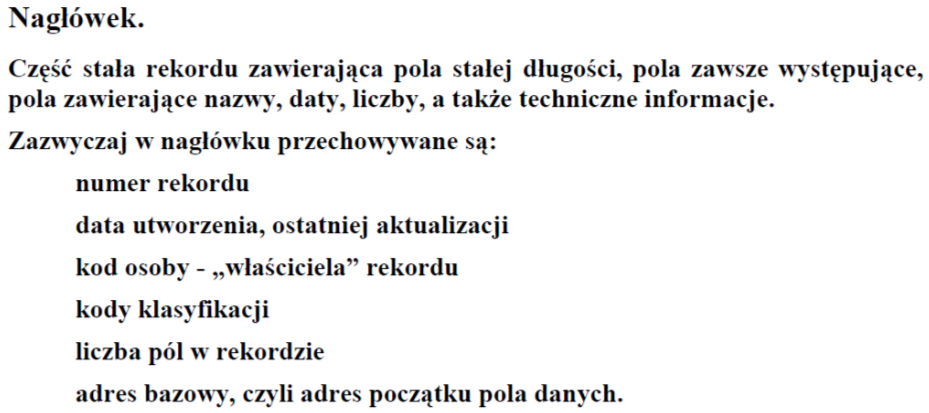 Nagłówek.
Część stała rekordu zawierająca pola stałej długości, pola zawsze występujące,
pola zawierające nazwy, daty, liczby, a także techniczne informacje.
Zazwyczaj w nagłówku przechowywane są:
numer rekordu
data utworzenia, ostatniej aktualizacji
kod osoby - „właściciela” rekordu
kody klasyfikacji
liczba pól w rekordzie
adres bazowy, czyli adres początku pola danych.